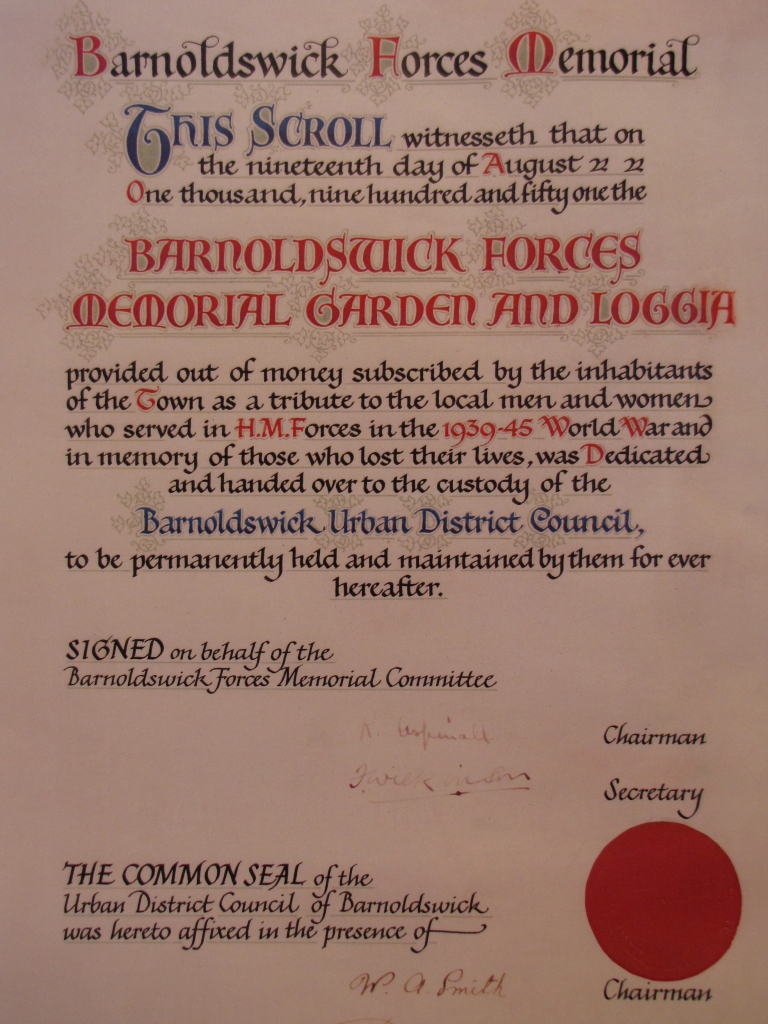 Barnoldswick Forces Memorial
THIS SCROLL witnesseth that on
the nineteenth day of August
One thousand, nine hundred and fifty one the
BARNOLDSWICK FORCES
MEMORIAL GARDEN AND LOGGIA
provided out of money subscribed by the inhabitants
of the Town as a tribute to the local men and women
who served in H.M.Forces in the 1939-45 World War and
in memory of those who lost their lives, was Dedicated
and handed over to the custody of the
Barnoldswick Urban District Council,
to be permanently held and maintained by them for ever
hereafter.
SIGNED on behalf of the
Barnoldswick Forces Memorial Committee
Aspinall Chairman
Secretary
THE COMMON SEAL of the
Urban District Council of Barnoldswick
was hereto affixed in the presence of
W. A. Smith Chairman